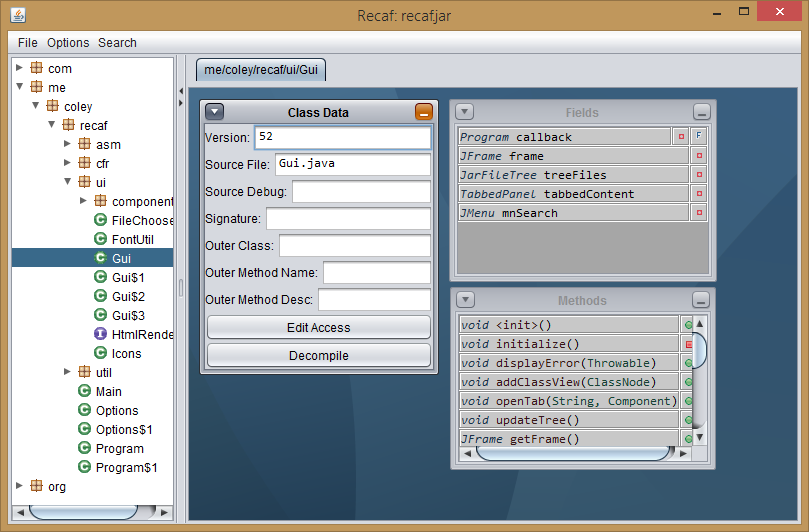 Recaf: recaf.jar
File Options Search
com
me
coley
recaf
asm
cfr
ui
component
FileChoose
FontUtil
Gui
Gui$1
Gui$2
Gui$3
HtmlRende
Icons
util
Main
Options
Options$1
Program
Program$1
org
me/coley/recaf/ui/Gui
Class Data
Version: 52
Source File: Gui.java
Source Debug:
Signature:
Outer Class:
Outer Method Name:
Outer Method Desc:
Edit Access
Decompile
Fields
Program callback F
JFrame frame
JarFileTree treeFiles
TabbedPanel tabbedContent
JMenu mnSearch
Methods
void <init>()
void initialize()
void displayError(Throwable)
void addClassView(ClassNode)
void openTab(String, Component)
void updateTree()
JFrame getFrame()